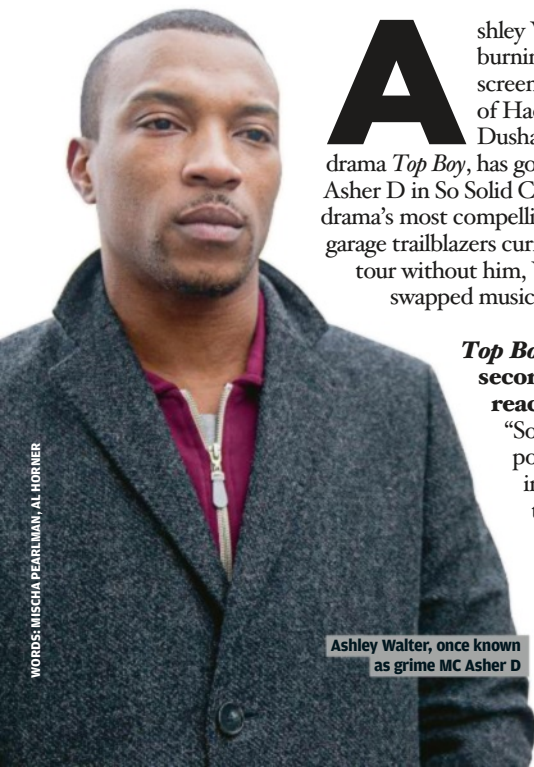 Ashley
burnin
screen
of Hac
Dusha
drama Top Boy, has go
Asher D in So Solid C
drama's most compelli
garage trailblazers curr
tour without him,
swapped music
Top Bo
secon
reac
“So
po
in
t
WORDS: MISCHA PEARLMAN, AL HORNER
Ashley Walter, once known
as grime MC Asher D